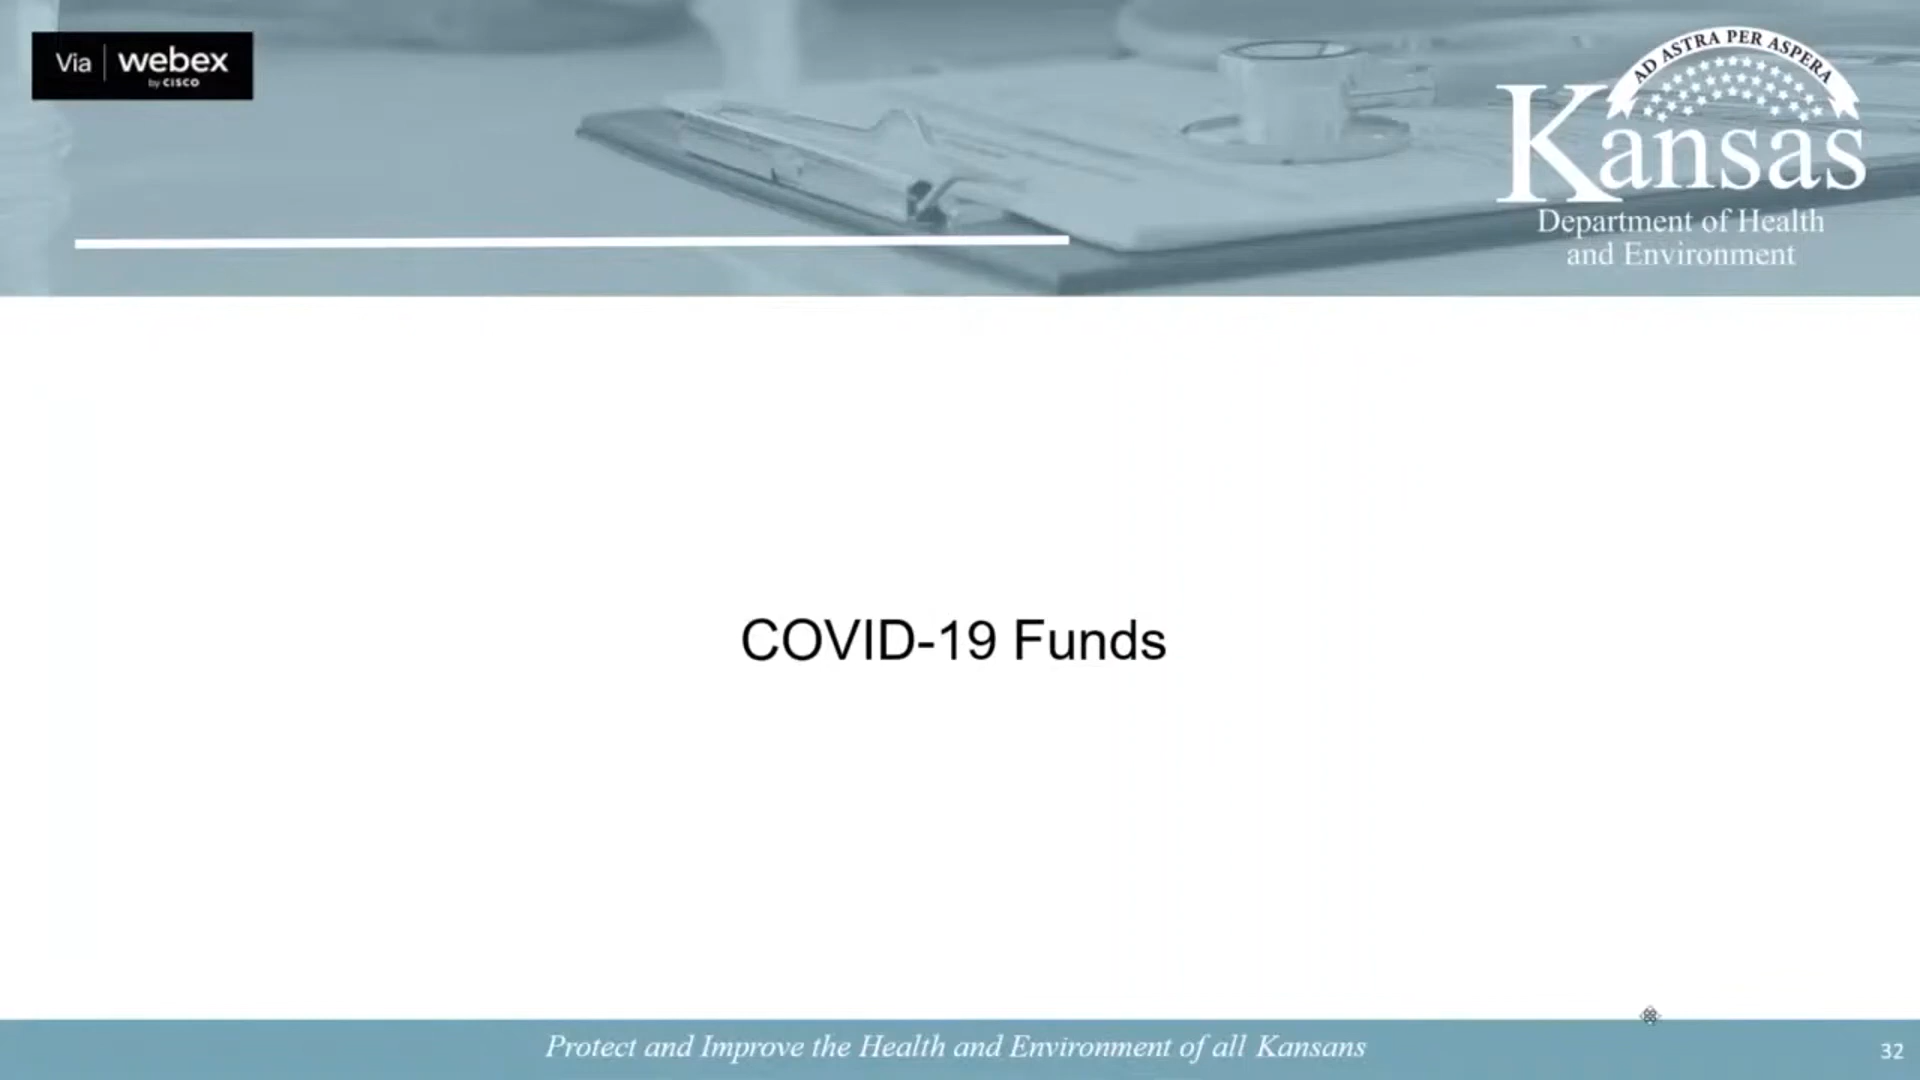 Via webex
by CISCO
AD ASTRA PER ASPERA
Kansas
Department of Health
and Environment
COVID-19 Funds
Protect and Improve the Health and Environment of all Kansans
32